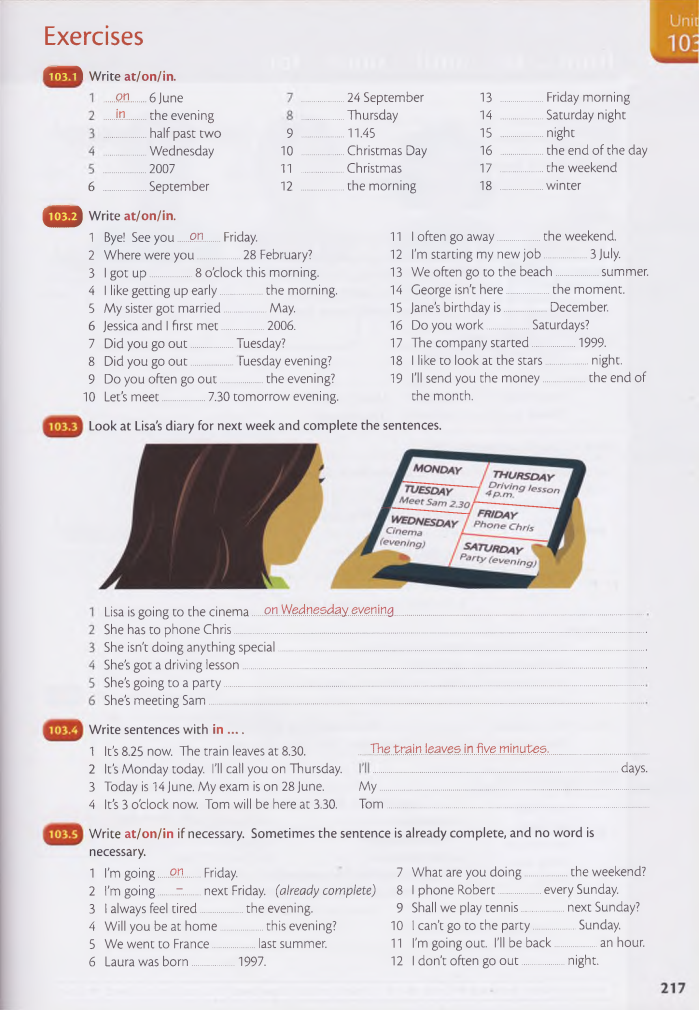 Exercises
Unit
103
103.1 Write at/on/in.
1 on 6 June
2 in the evening
3 half past two
4 Wednesday
5 2007
6 September
7 24 September
8 Thursday
9 11.45
10 Christmas Day
11 Christmas
12 the morning
13 Friday morning
14 Saturday night
15 night
16 the end of the day
17 the weekend
18 winter
103.2 Write at/on/in.
1 Bye! See you on Friday.
2 Where were you 28 February?
3 I got up 8 o'clock this morning.
4 I like getting up early the morning.
5 My sister got married May.
6 Jessica and I first met 2006.
7 Did you go out Tuesday?
8 Did you go out Tuesday evening?
9 Do you often go out the evening?
10 Let's meet 7.30 tomorrow evening.
11 I often go away the weekend.
12 I'm starting my new job 3 July.
13 We often go to the beach summer.
14 George isn't here the moment.
15 Jane's birthday is December.
16 Do you work Saturdays?
17 The company started 1999.
18 I like to look at the stars night.
19 I'll send you the money the end of
the month.
103.3 Look at Lisa's diary for next week and complete the sentences.
MONDAY
TUESDAY
Meet Sam 2.30
WEDNESDAY
Cinema
(evening)
THURSDAY
Driving lesson
4 p.m.
FRIDAY
Phone Chris
SATURDAY
Party (evening)
1 Lisa is going to the cinema on Wednesday evening .
2 She has to phone Chris .
3 She isn't doing anything special .
4 She's got a driving lesson .
5 She's going to a party .
6 She's meeting Sam .
103.4 Write sentences with in ... .
1 It's 8.25 now. The train leaves at 8.30. The train leaves in five minutes.
2 It's Monday today. I'll call you on Thursday. I'll days.
3 Today is 14 June. My exam is on 28 June. My
4 It's 3 o'clock now. Tom will be here at 3.30. Tom
103.5 Write at/on/in if necessary. Sometimes the sentence is already complete, and no word is
necessary.
1 I'm going on Friday.
2 I'm going – next Friday. (already complete)
3 I always feel tired the evening.
4 Will you be at home this evening?
5 We went to France last summer.
6 Laura was born 1997.
7 What are you doing the weekend?
8 I phone Robert every Sunday.
9 Shall we play tennis next Sunday?
10 I can't go to the party Sunday.
11 I'm going out. I'll be back an hour.
12 I don't often go out night.
217